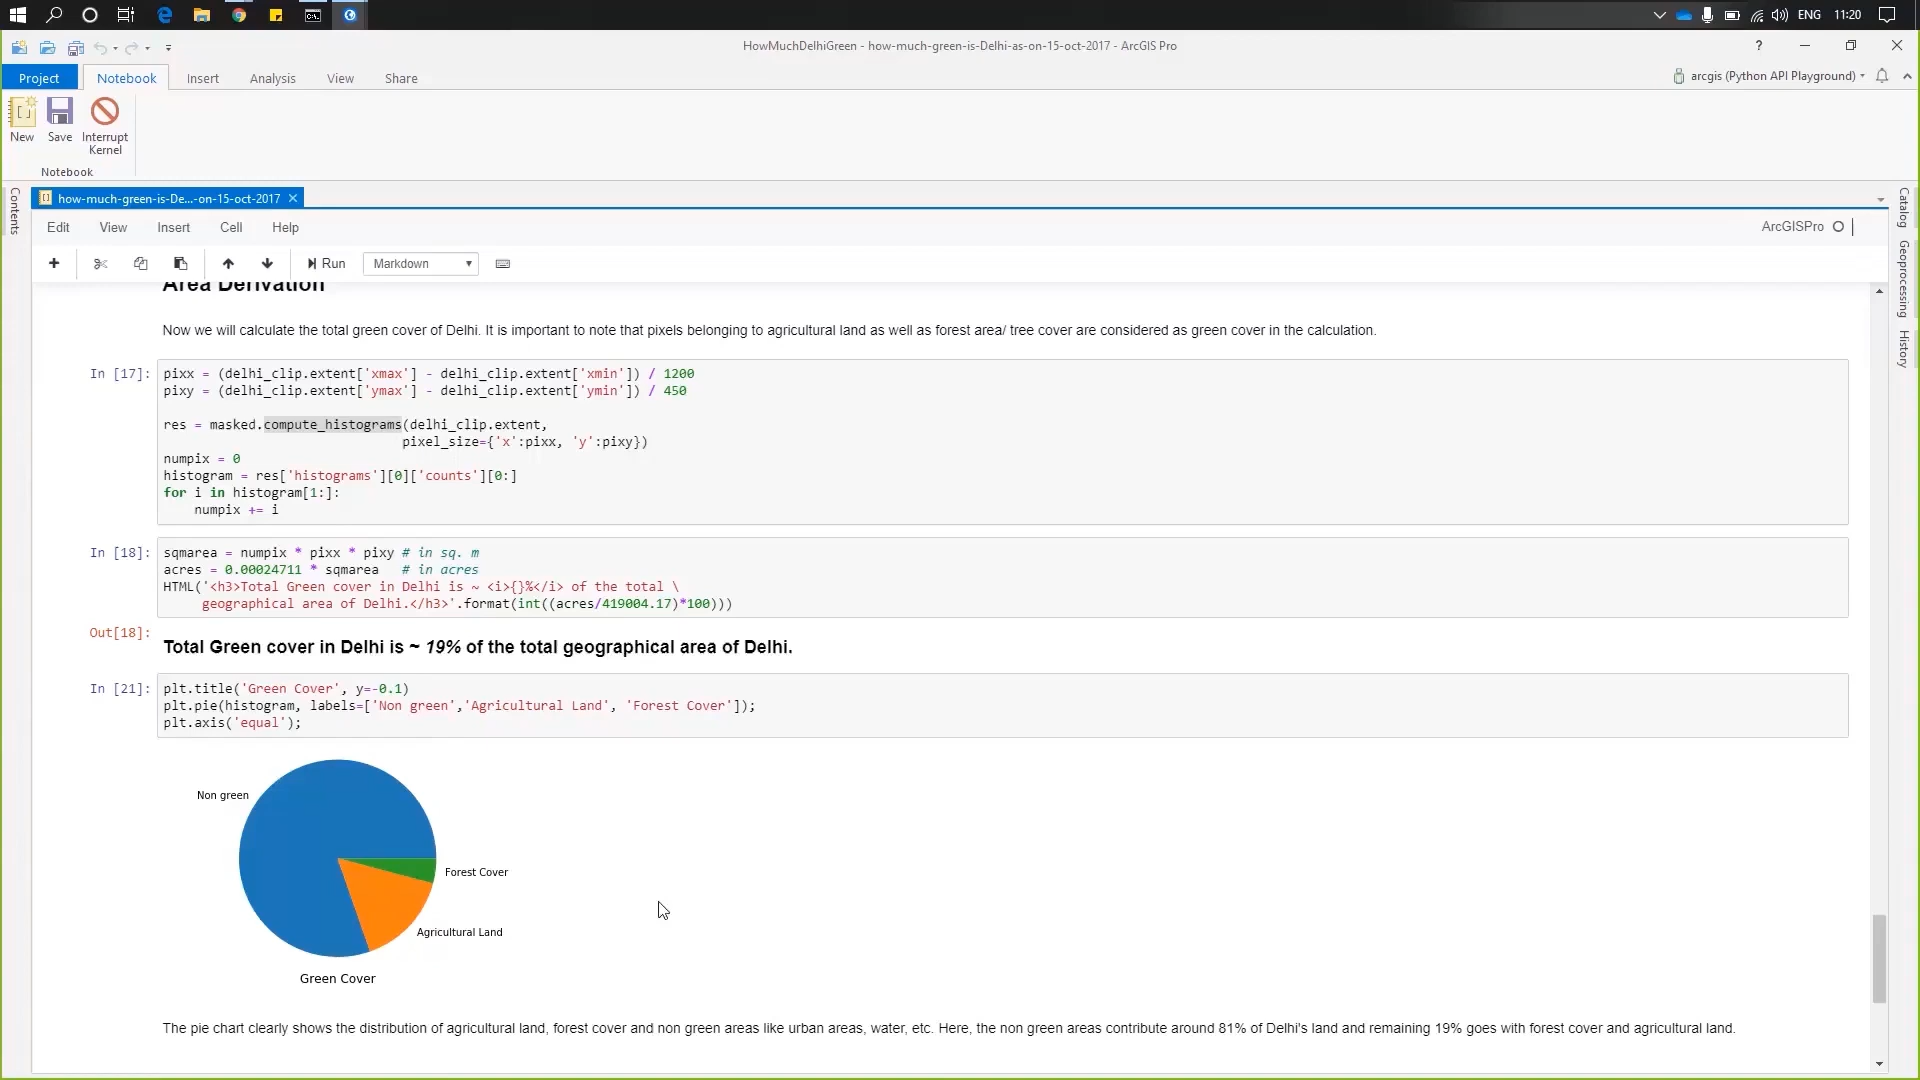 ENG 11:20
HowMuchDelhiGreen - how-much-green-is-Delhi-as-on-15-oct-2017 - ArcGIS Pro
Project Notebook Insert Analysis View Share
arcgis (Python API Playground)
New Save Interrupt Kernel
Notebook
Contents
how-much-green-is-De...-on-15-oct-2017
Catalog
Geoprocessing
History
Edit View Insert Cell Help
ArcGISPro
Run Markdown
Area Derivation
Now we will calculate the total green cover of Delhi. It is important to note that pixels belonging to agricultural land as well as forest area/ tree cover are considered as green cover in the calculation.
In [17]: pixx = (delhi_clip.extent['xmax'] - delhi_clip.extent['xmin']) / 1200
pixy = (delhi_clip.extent['ymax'] - delhi_clip.extent['ymin']) / 450
res = masked.compute_histograms(delhi_clip.extent,
pixel_size={'x':pixx, 'y':pixy})
numpix = 0
histogram = res['histograms'][0]['counts'][0:]
for i in histogram[1:]:
numpix += i
In [18]: sqmarea = numpix * pixx * pixy # in sq. m
acres = 0.00024711 * sqmarea # in acres
HTML('<h3>Total Green cover in Delhi is ~ <i>{}%</i> of the total \
geographical area of Delhi.</h3>'.format(int((acres/419004.17)*100)))
Out[18]:
Total Green cover in Delhi is ~ 19% of the total geographical area of Delhi.
In [21]: plt.title('Green Cover', y=-0.1)
plt.pie(histogram, labels=['Non green','Agricultural Land', 'Forest Cover']);
plt.axis('equal');
Non green
Forest Cover
Agricultural Land
Green Cover
The pie chart clearly shows the distribution of agricultural land, forest cover and non green areas like urban areas, water, etc. Here, the non green areas contribute around 81% of Delhi's land and remaining 19% goes with forest cover and agricultural land.